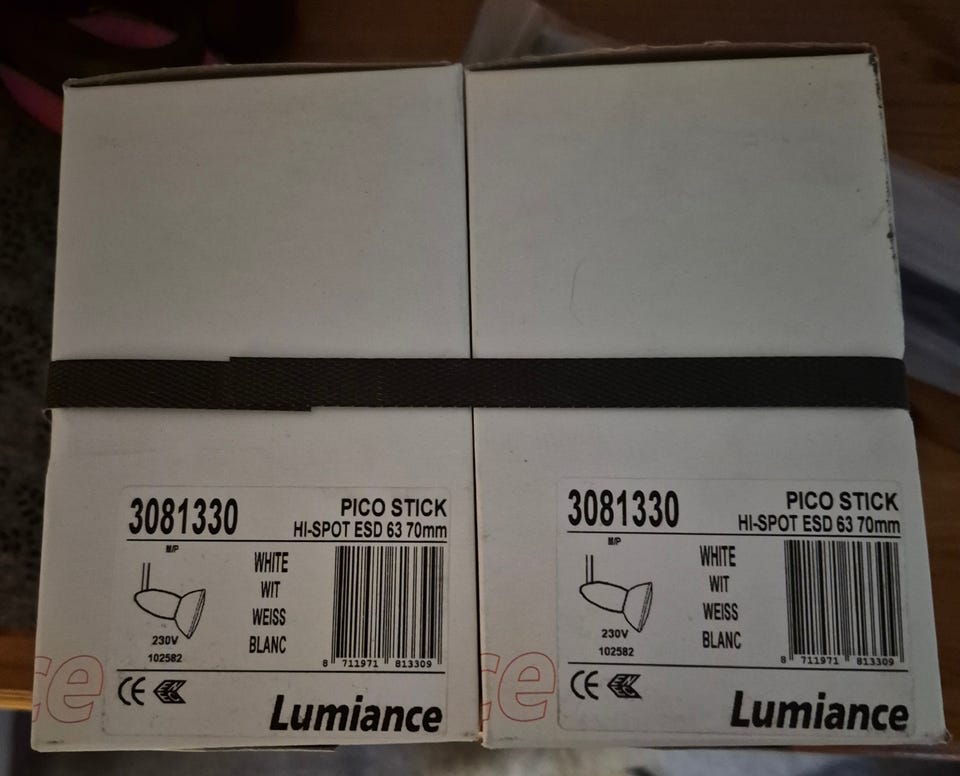 3081330
PICO STICK
HI-SPOT ESD 63 70mm
M/P
WHITE
WIT
WEISS
BLANC
230V
102582
8 711971 813309
CE
Lumiance
ce
3081330
PICO STICK
HI-SPOT ESD 63 70mm
M/P
WHITE
WIT
WEISS
BLANC
230V
102582
8 711971 813309
CE
Lumiance
ce